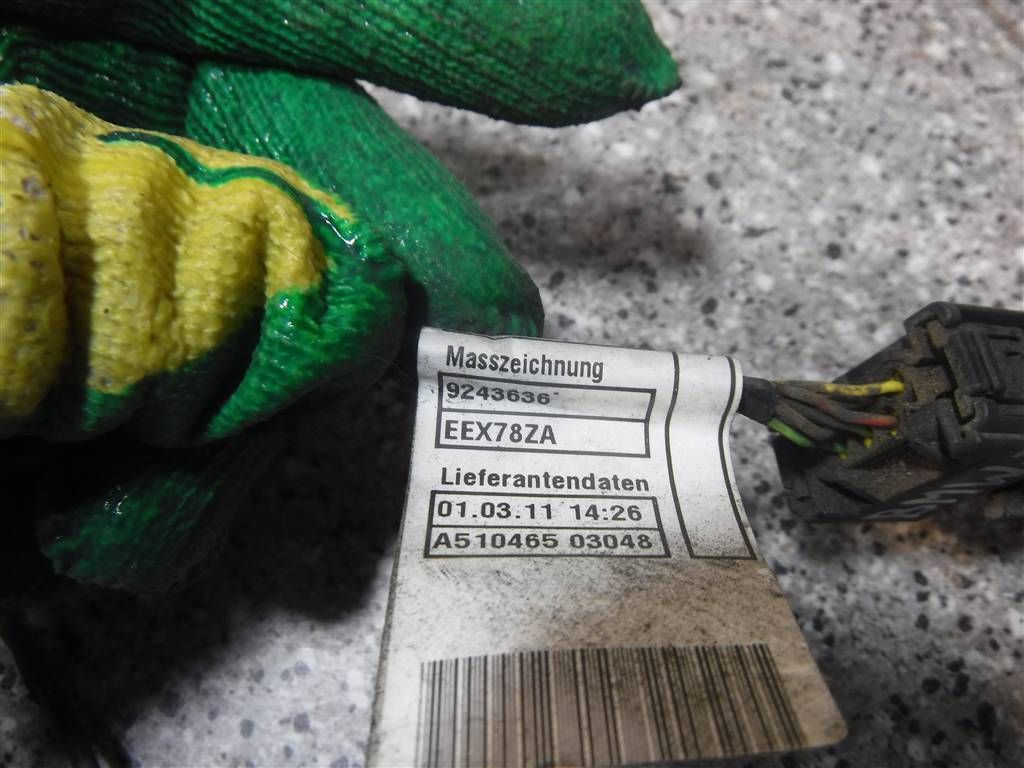 Masszeichnung
9243636
EEX78ZA
Lieferantendaten
01.03.11 14:26
A510465 03048